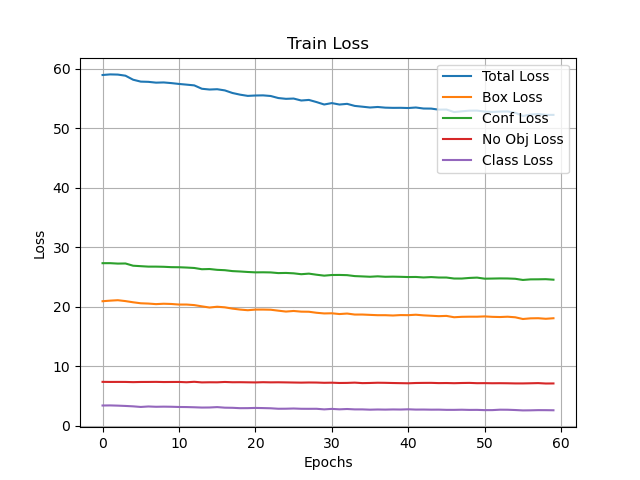 Train Loss
60
50
40
30
20
10
0
Loss
0 10 20 30 40 50 60
Epochs
Total Loss
Box Loss
Conf Loss
No Obj Loss
Class Loss